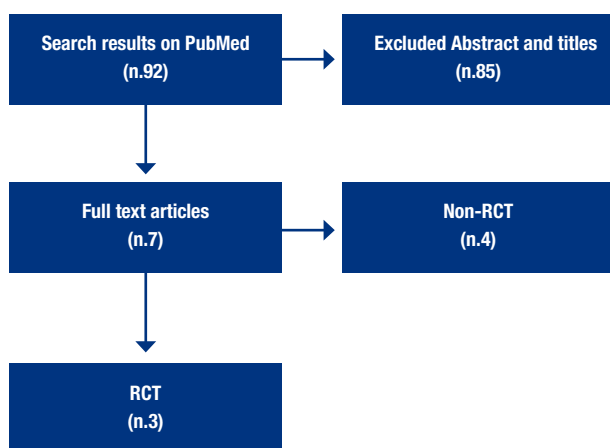 Search results on PubMed
(n.92)
Excluded Abstract and titles
(n.85)
Full text articles
(n.7)
Non-RCT
(n.4)
RCT
(n.3)